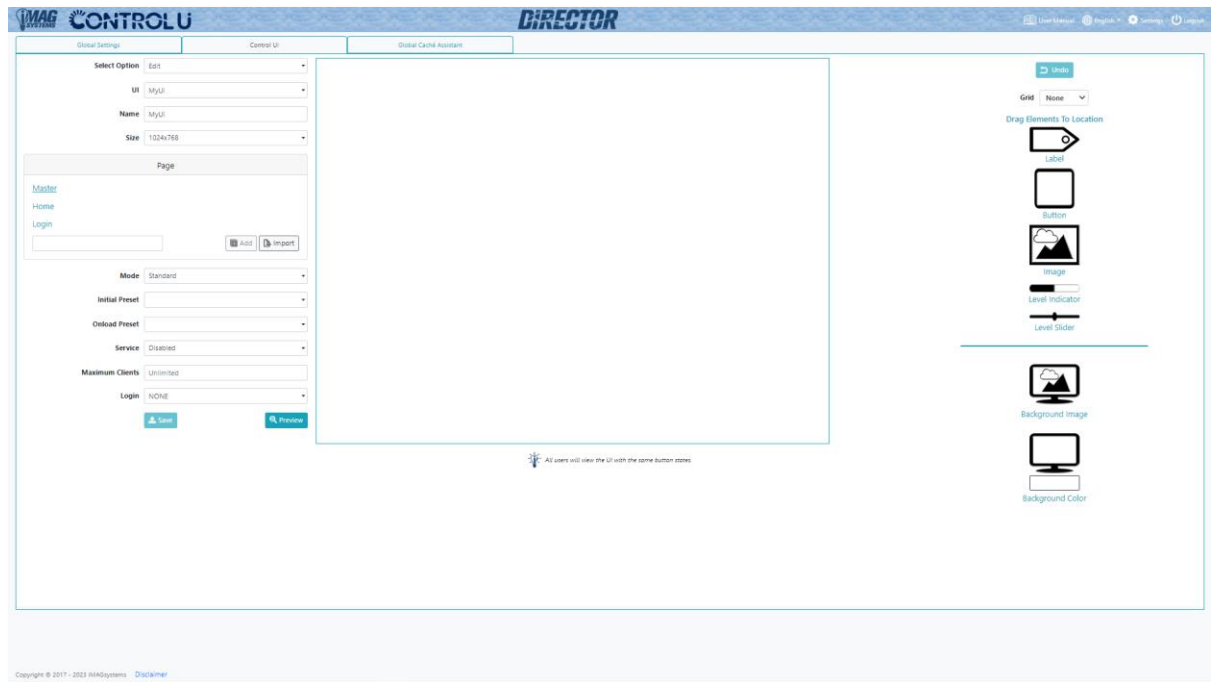 IMAG SYSTEMS CONTROL U DiRECTOR User Manual English Settings Logout
Global Settings Control UI Global Caché Assistant
Select Option Edit
UI MyUI
Name MyUI
Size 1024x768
Page
Master
Home
Login
Add Import
Mode Standard
Initial Preset
Onload Preset
Service Disabled
Maximum Clients Unlimited
Login NONE
Save Preview
All users will view the UI with the same button states.
Undo
Grid None
Drag Elements To Location
Label
Button
Image
Level Indicator
Level Slider
Background Image
Background Color
Copyright © 2017 - 2023 IMAGsystems Disclaimer